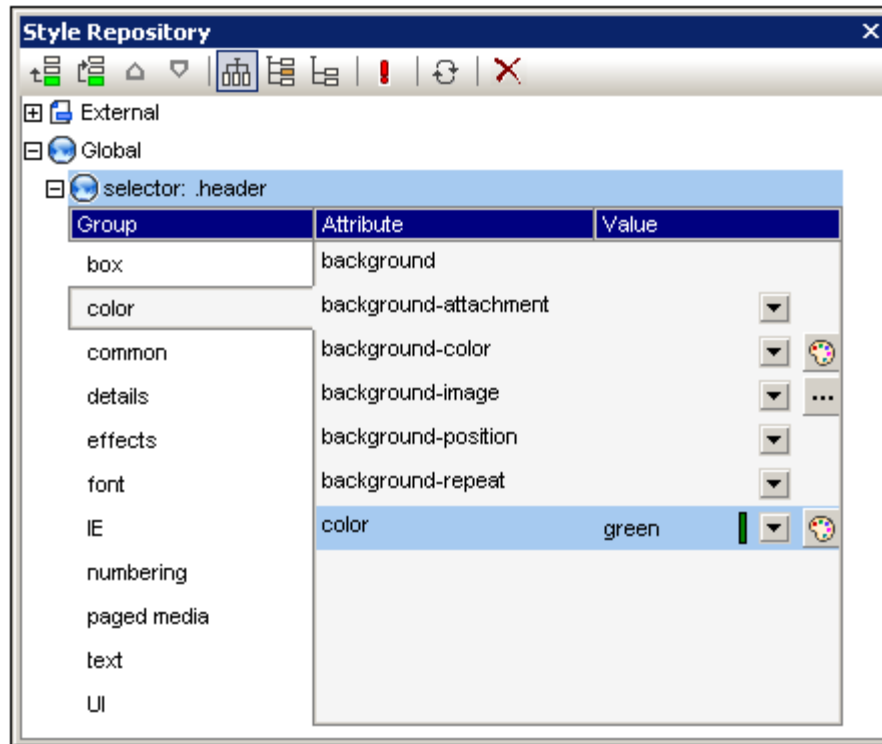 Style Repository
External
Global
selector: .header
Group Attribute Value
box background
color background-attachment
common background-color
details background-image
effects background-position
font background-repeat
IE color green
numbering
paged media
text
UI